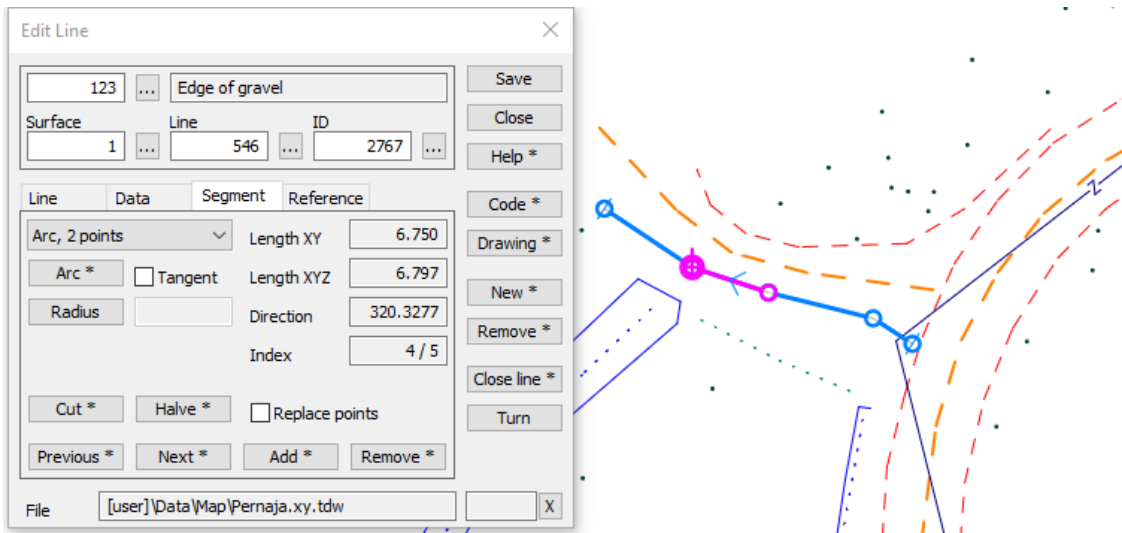 Edit Line
123 ... Edge of gravel
Surface Line ID
1 ... 546 ... 2767 ...
Save
Close
Help *
Line Data Segment Reference
Arc, 2 points Length XY 6.750
Arc * Tangent Length XYZ 6.797
Radius Direction 320.3277
Index 4 / 5
Cut * Halve * Replace points
Previous * Next * Add * Remove *
Code *
Drawing *
New *
Remove *
Close line *
Turn
File [user]\Data\Map\Pernaja.xy.tdw X
Z